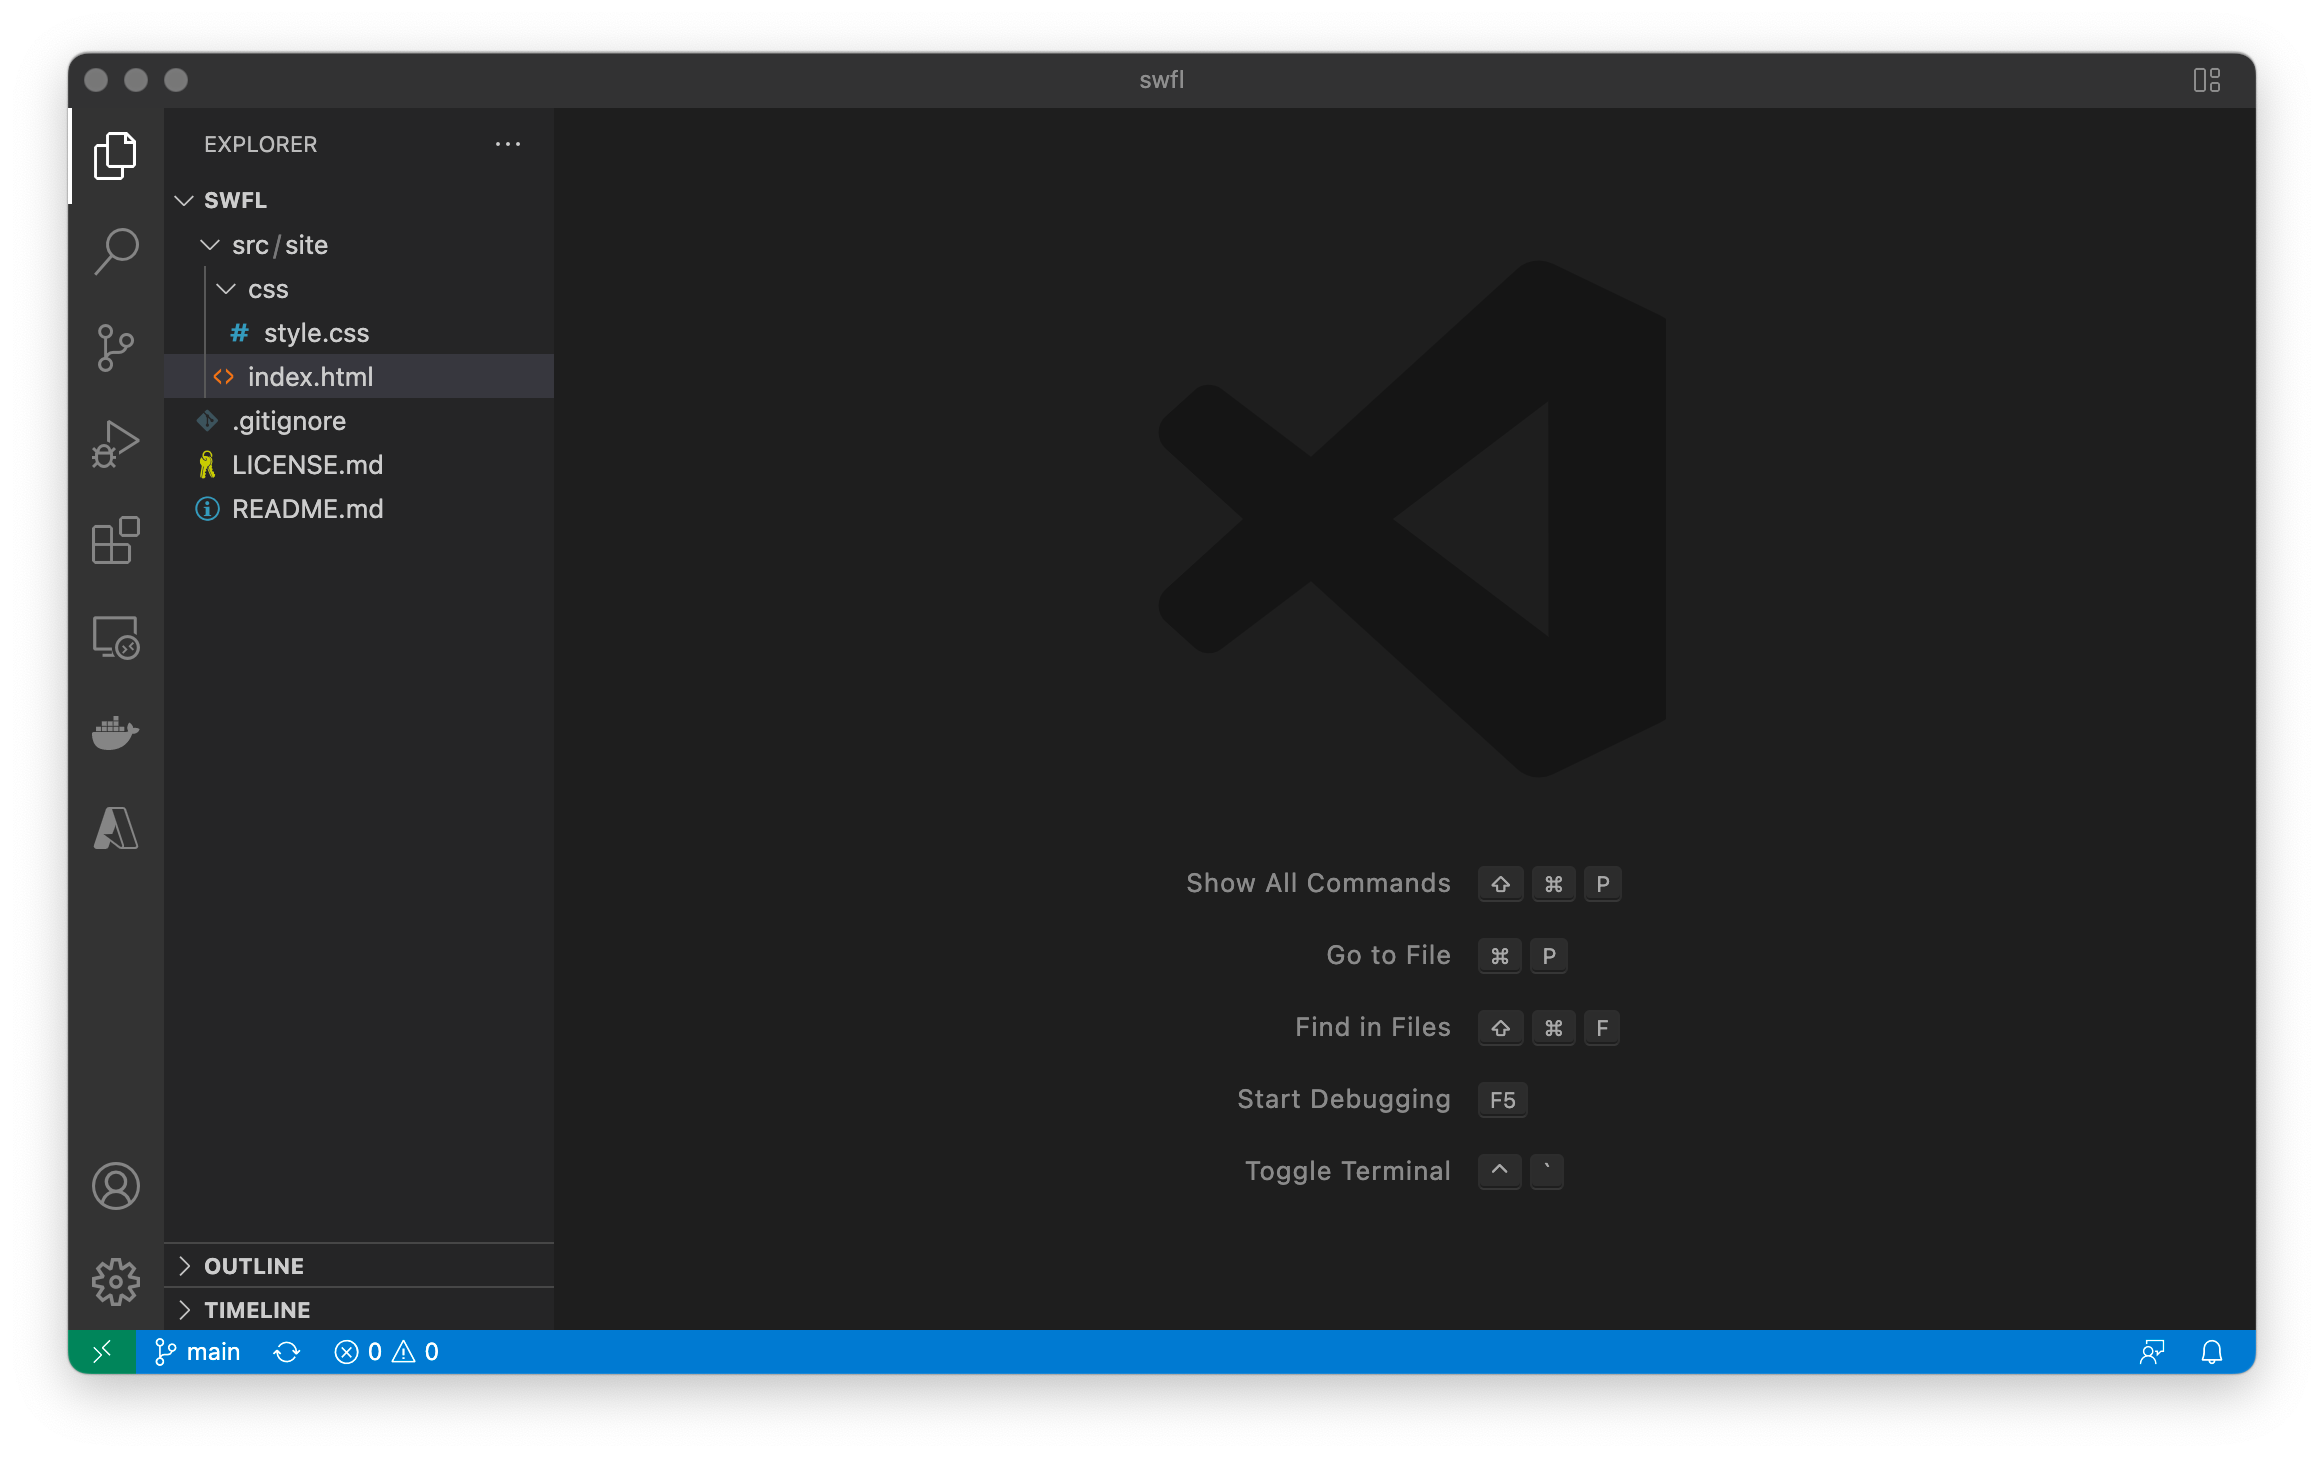 swfl
EXPLORER
SWFL
src/site
css
# style.css
<> index.html
.gitignore
LICENSE.md
README.md
Show All Commands ⇧ ⌘ P
Go to File ⌘ P
Find in Files ⇧ ⌘ F
Start Debugging F5
Toggle Terminal ^ `
OUTLINE
TIMELINE
main 0 0